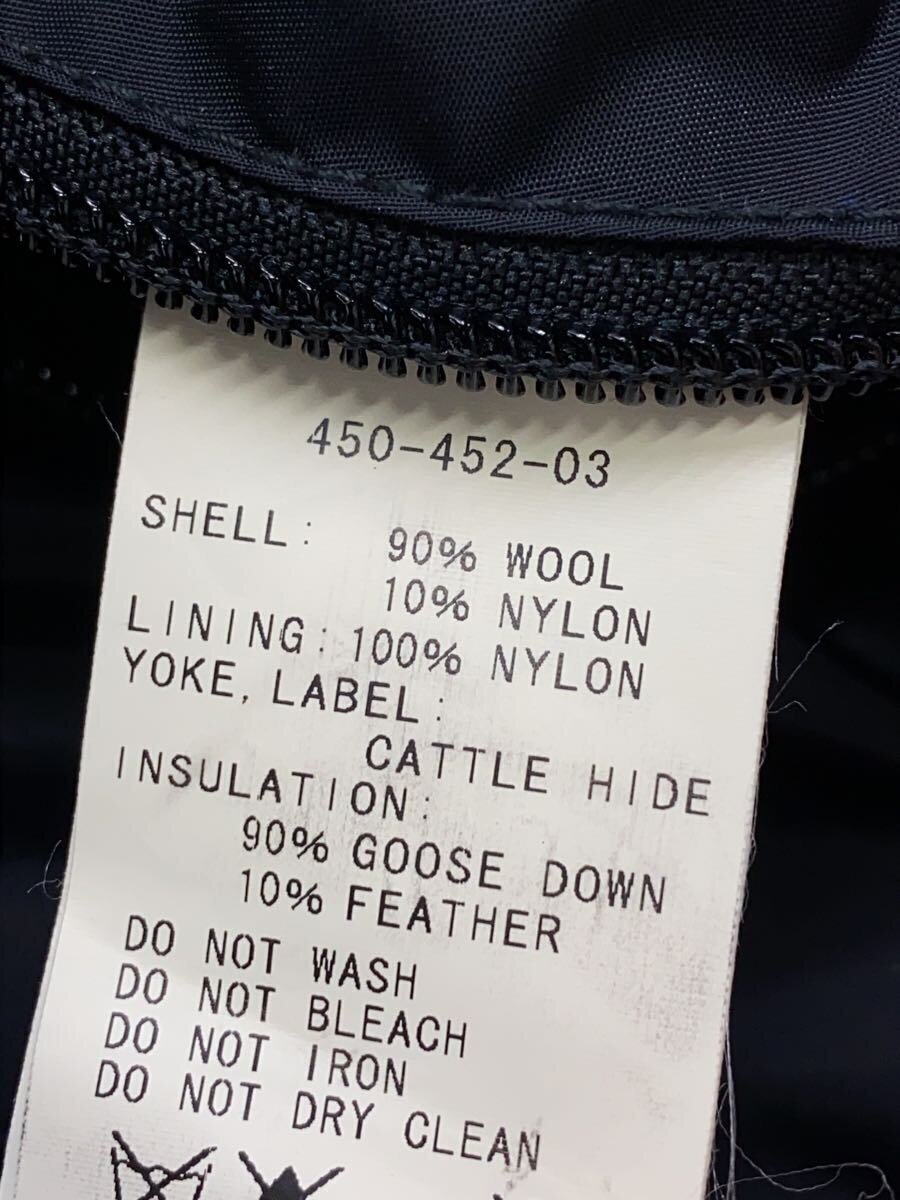 450-452-03
SHELL: 90% WOOL
10% NYLON
LINING: 100% NYLON
YOKE, LABEL:
CATTLE HIDE
INSULATION:
90% GOOSE DOWN
10% FEATHER
DO NOT WASH
DO NOT BLEACH
DO NOT IRON
DO NOT DRY CLEAN